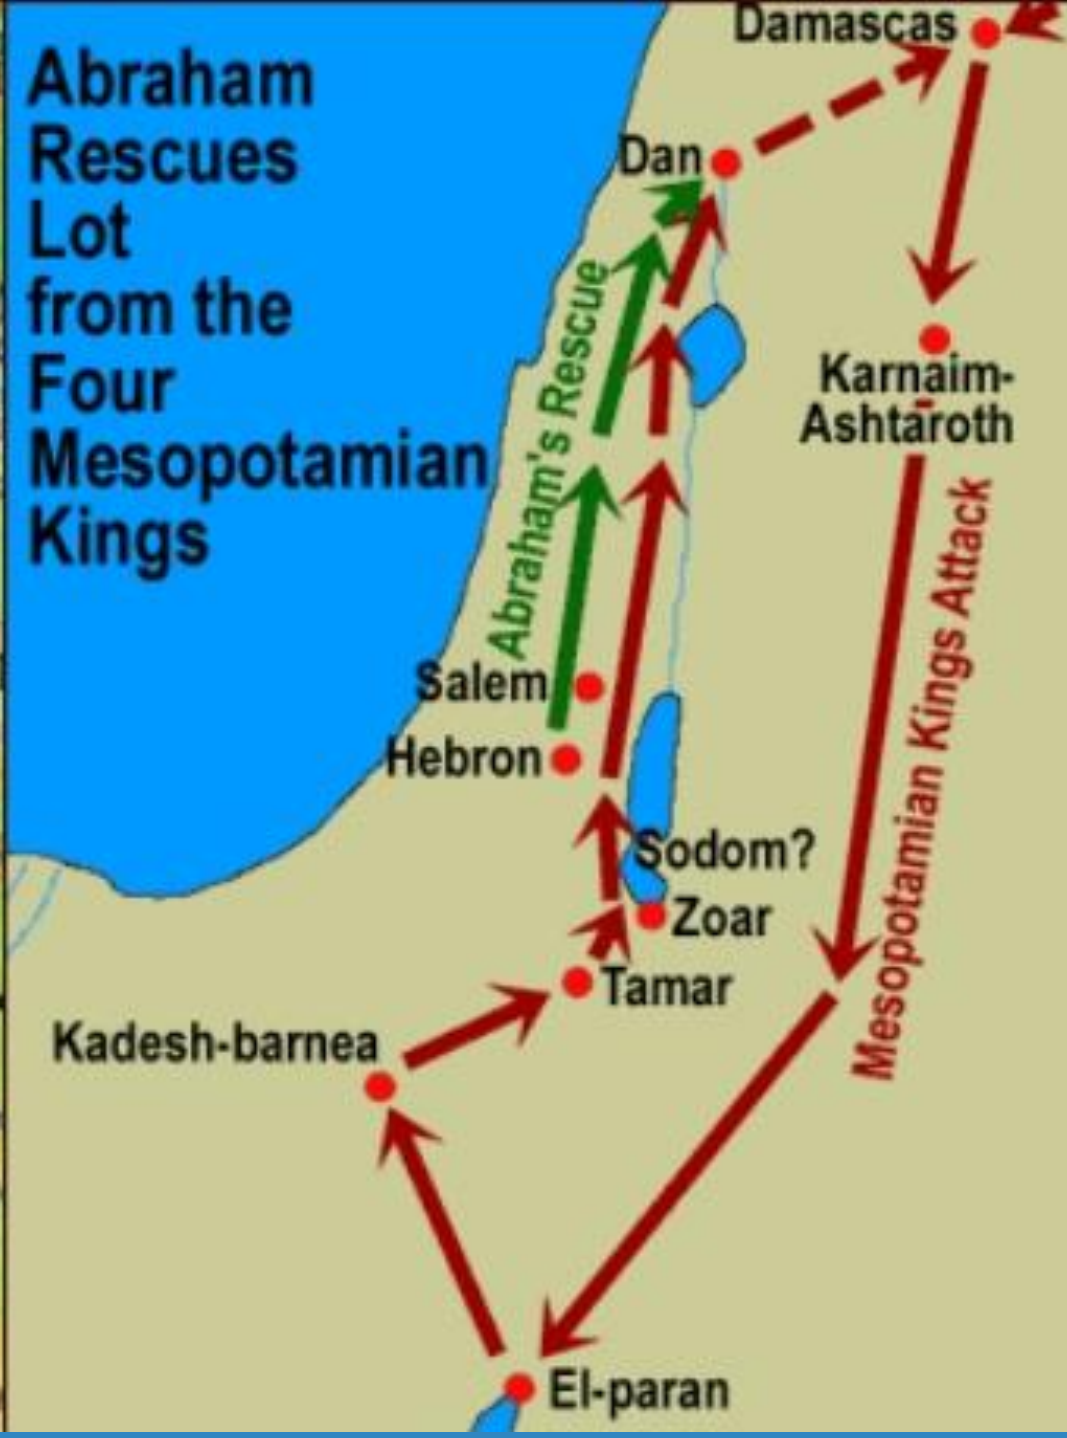 Abraham
Rescues
Lot
from the
Four
Mesopotamian
Kings
Damascas
Dan
Karnaim-
Ashtaroth
Abraham's Rescue
Mesopotamian Kings Attack
Salem
Hebron
Sodom?
Zoar
Tamar
Kadesh-barnea
El-paran